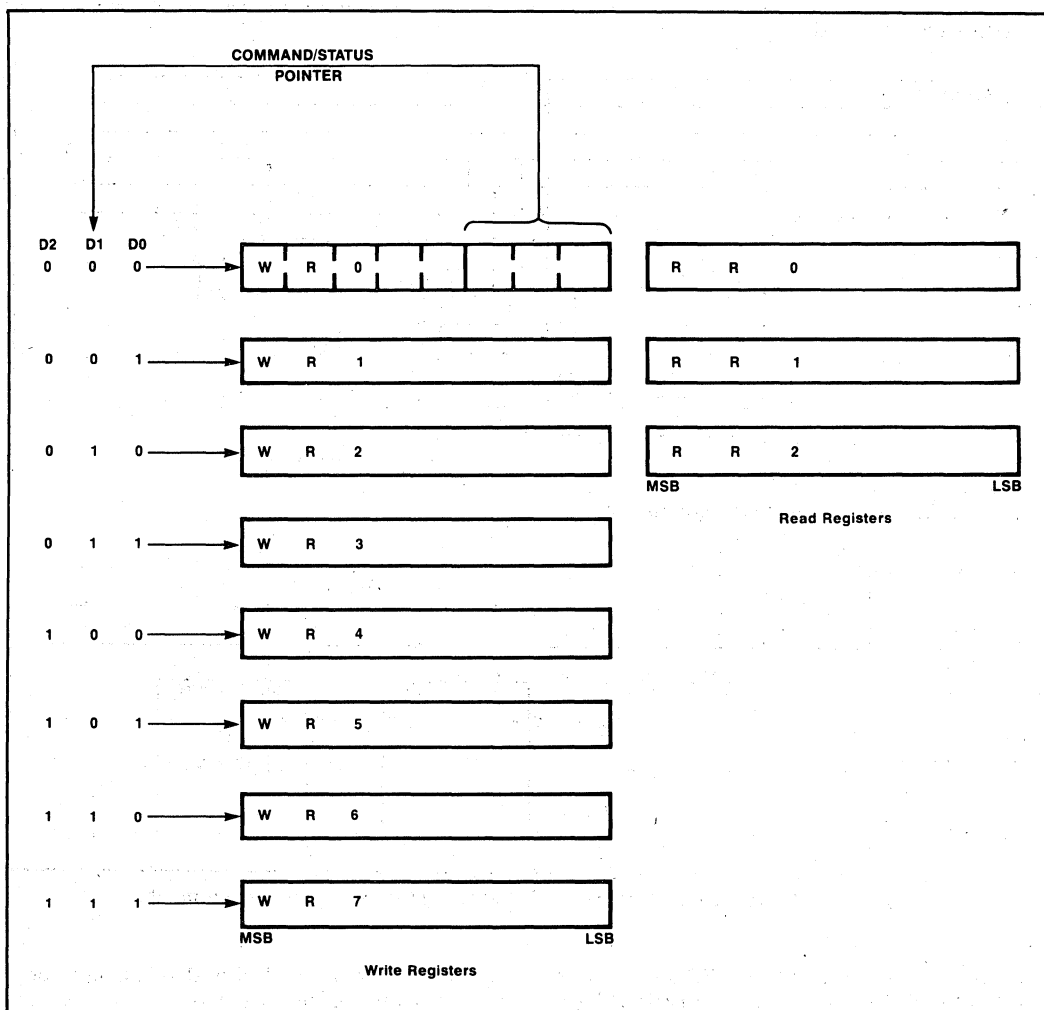 COMMAND/STATUS
POINTER
D2 D1 D0
0 0 0 W R 0 R R 0
0 0 1 W R 1 R R 1
0 1 0 W R 2 R R 2
MSB LSB
Read Registers
0 1 1 W R 3
1 0 0 W R 4
1 0 1 W R 5
1 1 0 W R 6
1 1 1 W R 7
MSB LSB
Write Registers